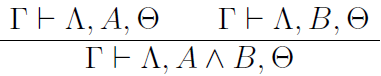 Γ ⊢ Λ, A, Θ Γ ⊢ Λ, B, Θ
Γ ⊢ Λ, A ∧ B, Θ